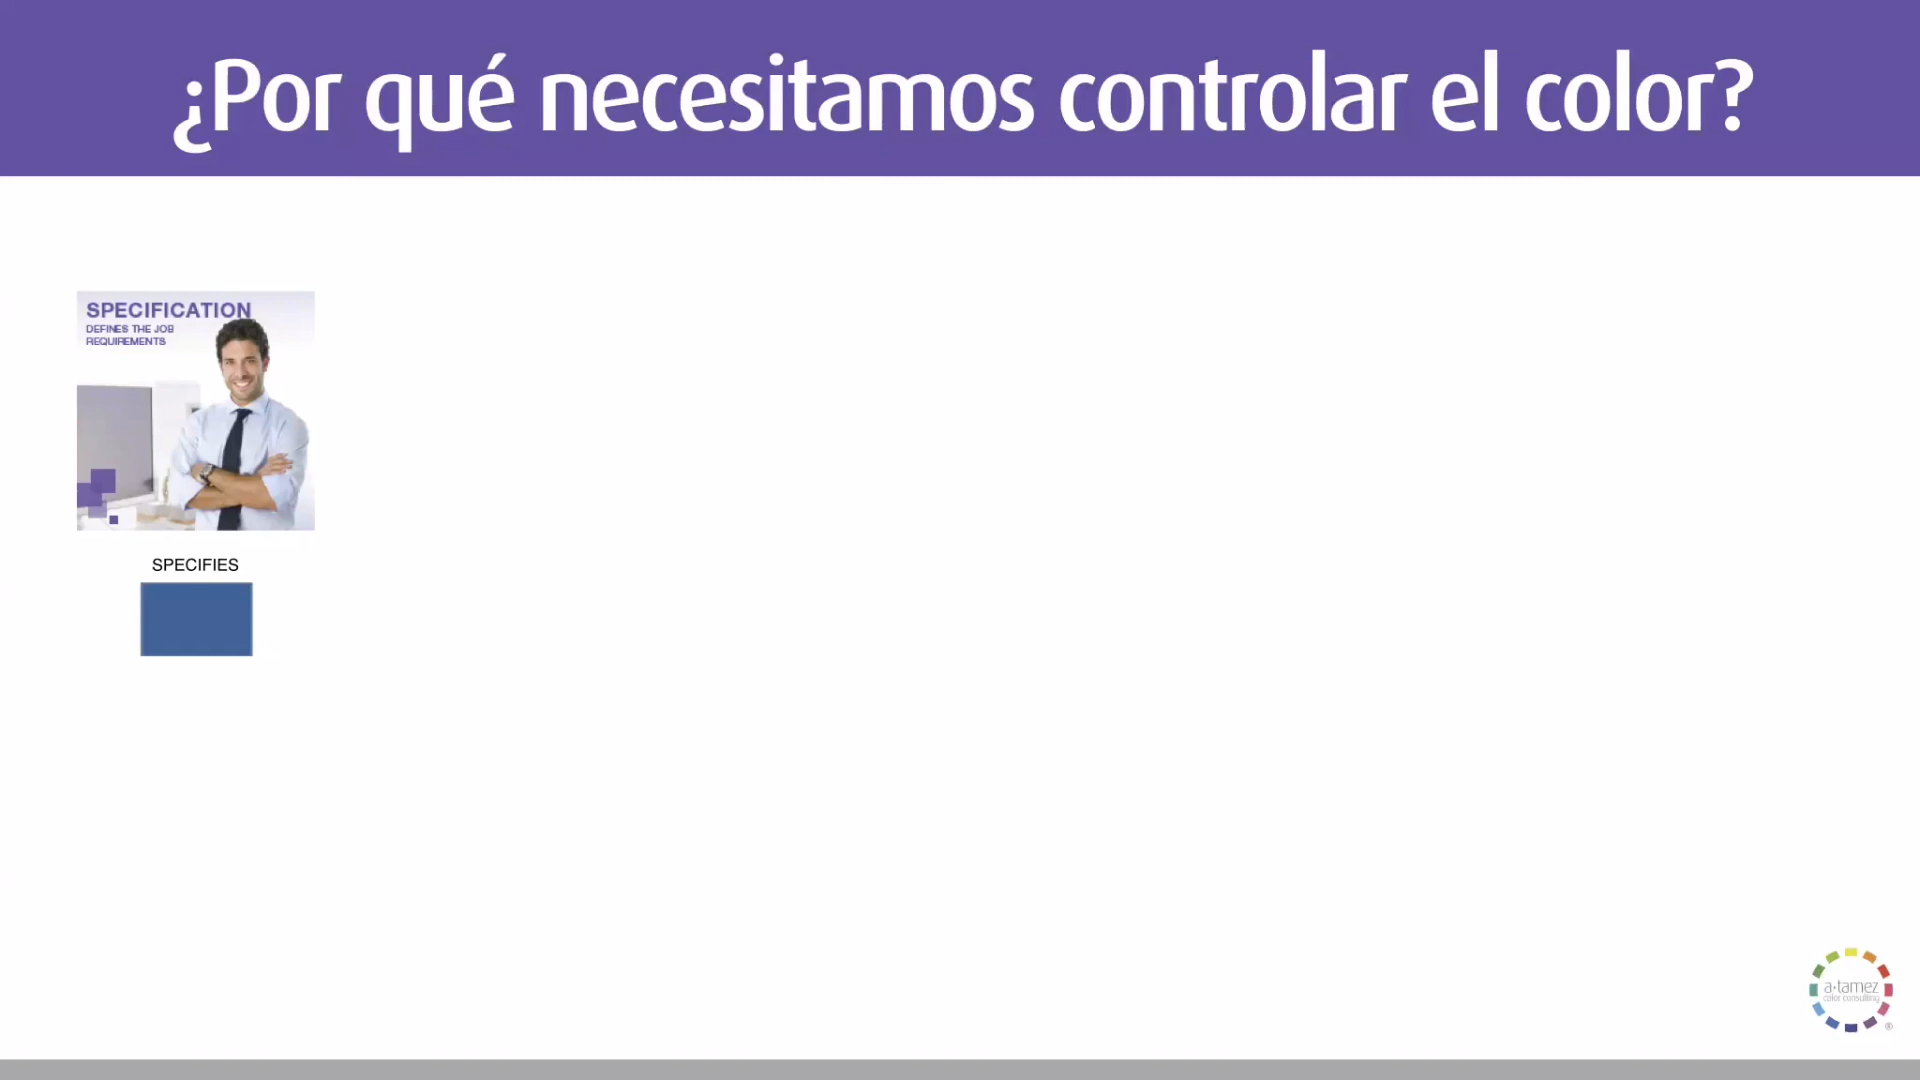 ¿Por qué necesitamos controlar el color?
SPECIFICATION
DEFINES THE JOB
REQUIREMENTS
SPECIFIES
a·tamez
color consulting
®